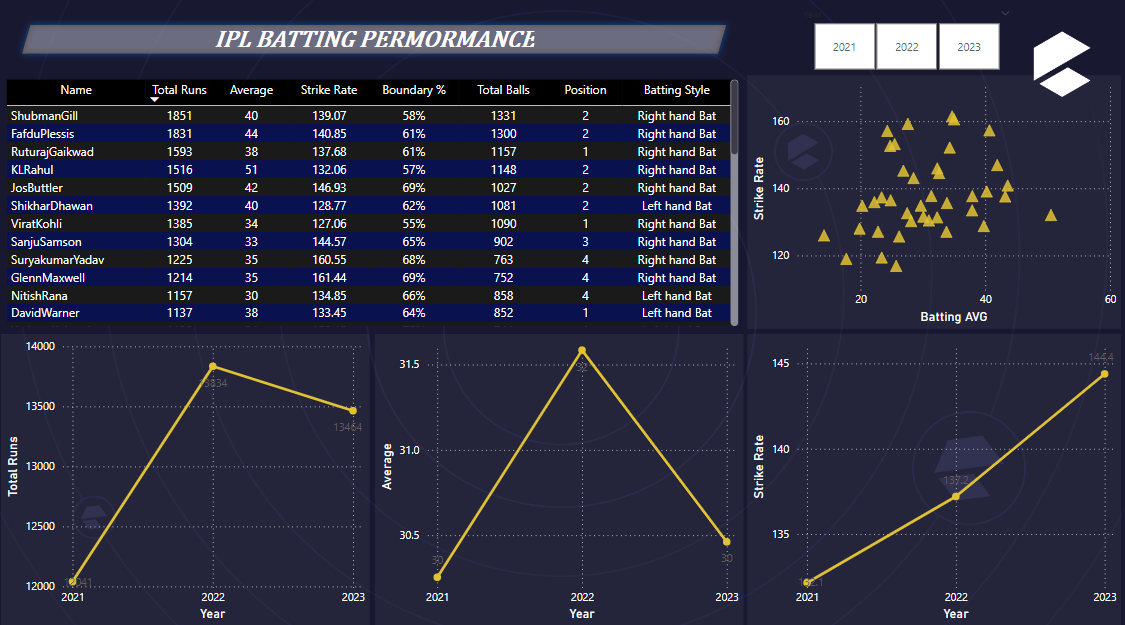 IPL BATTING PERMORMANCE
2021 2022 2023
Name Total Runs Average Strike Rate Boundary % Total Balls Position Batting Style
ShubmanGill 1851 40 139.07 58% 1331 2 Right hand Bat
FafduPlessis 1831 44 140.85 61% 1300 2 Right hand Bat
RuturajGaikwad 1593 38 137.68 61% 1157 1 Right hand Bat
KLRahul 1516 51 132.06 57% 1148 2 Right hand Bat
JosButtler 1509 42 146.93 69% 1027 2 Right hand Bat
ShikharDhawan 1392 40 128.77 62% 1081 2 Left hand Bat
ViratKohli 1385 34 127.06 55% 1090 1 Right hand Bat
SanjuSamson 1304 33 144.57 65% 902 3 Right hand Bat
SuryakumarYadav 1225 35 160.55 68% 763 4 Right hand Bat
GlennMaxwell 1214 35 161.44 69% 752 4 Right hand Bat
NitishRana 1157 30 134.85 66% 858 4 Left hand Bat
DavidWarner 1137 38 133.45 64% 852 1 Left hand Bat
Strike Rate
160
140
120
20 40 60
Batting AVG
Total Runs
14000
13500
13000
12500
12000
13834
13464
2021 2022 2023
Year
Average
31.5
31.0
30.5
30
32
30
2021 2022 2023
Year
Strike Rate
145
140
135
137.2
144.4
2021 2022 2023
Year